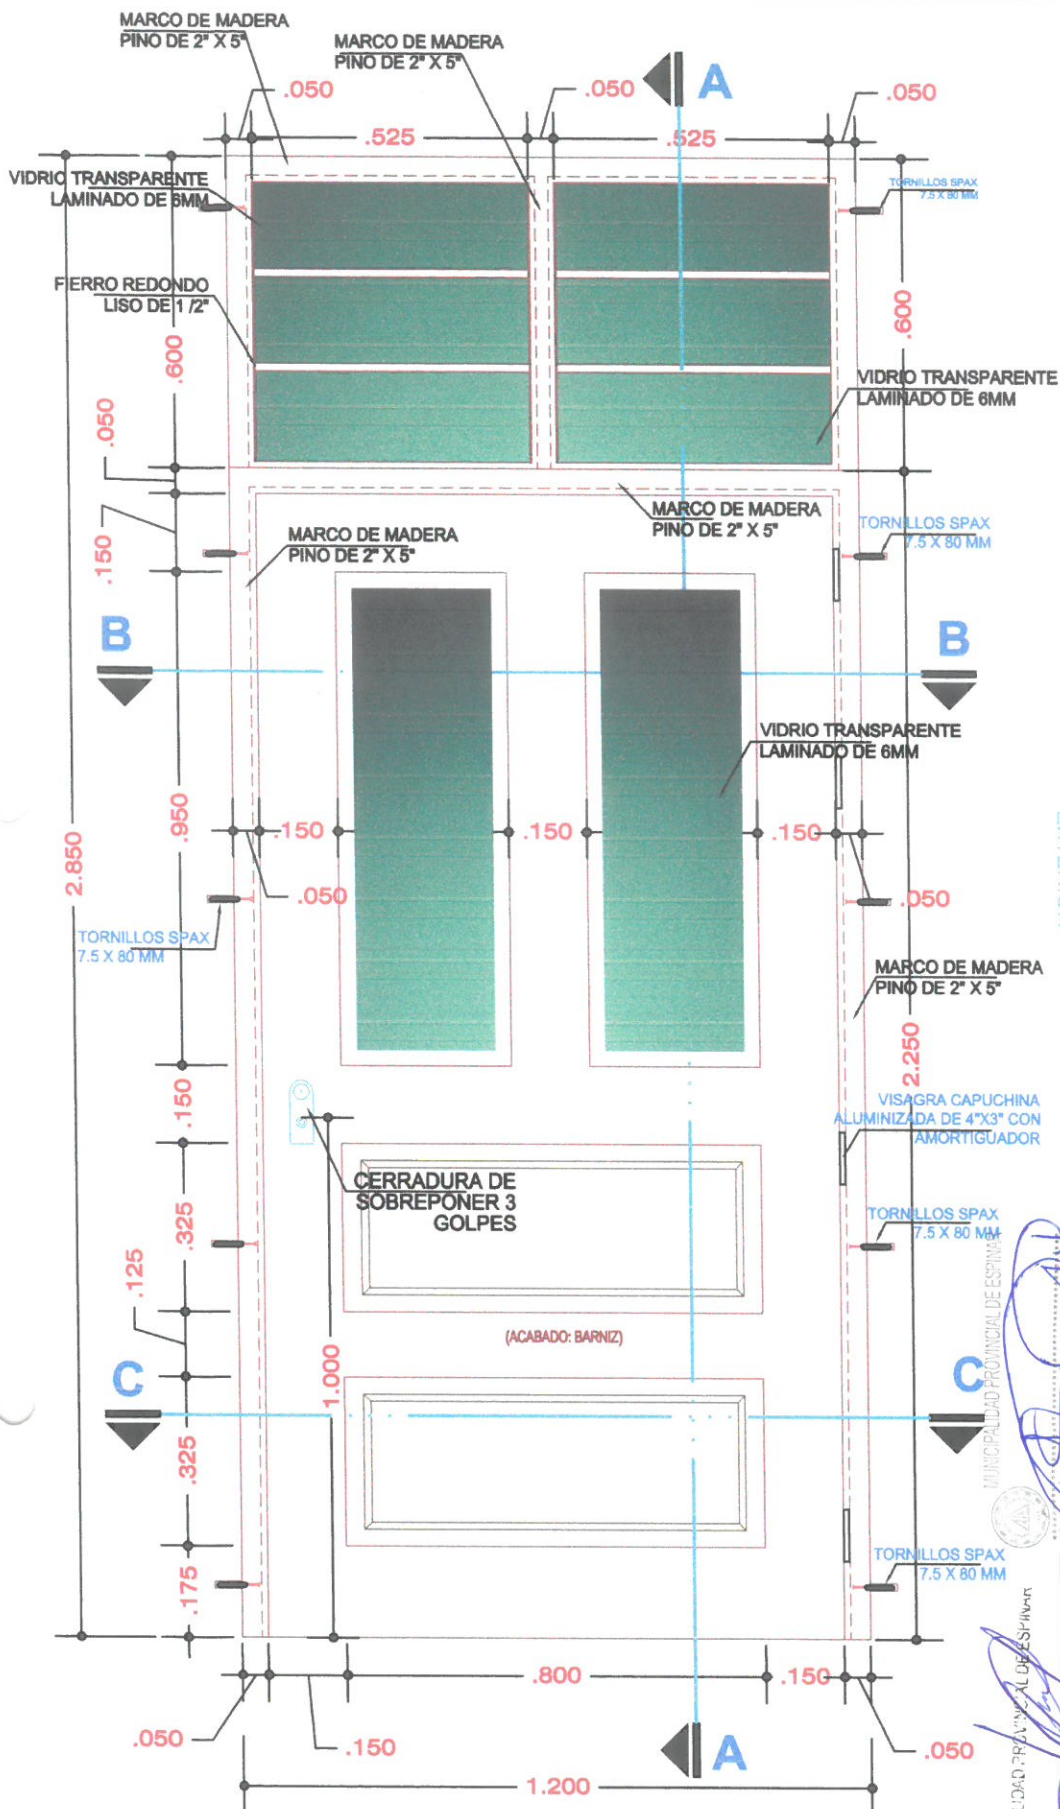 MARCO DE MADERA
PINO DE 2" X 5"
MARCO DE MADERA
PINO DE 2" X 5"
A
.050
.050
.050
.525
.525
VIDRIO TRANSPARENTE
LAMINADO DE 6MM
TORNILLOS SPAX
7.5 X 80 MM
FIERRO REDONDO
LISO DE 1 /2"
.600
.600
VIDRIO TRANSPARENTE
LAMINADO DE 6MM
.050
.150
MARCO DE MADERA
PINO DE 2" X 5"
MARCO DE MADERA
PINO DE 2" X 5"
TORNILLOS SPAX
7.5 X 80 MM
B
B
VIDRIO TRANSPARENTE
LAMINADO DE 6MM
2.850
.950
.150
.150
.150
.050
.050
TORNILLOS SPAX
7.5 X 80 MM
MARCO DE MADERA
PINO DE 2" X 5"
2.250
.150
VISAGRA CAPUCHINA
ALUMINIZADA DE 4"X3" CON
AMORTIGUADOR
CERRADURA DE
SOBREPONER 3
GOLPES
.325
TORNILLOS SPAX
7.5 X 80 MM
.125
(ACABADO: BARNIZ)
1.000
MUNICIPALIDAD PROVINCIAL DE ESPINAR
C
C
.325
TORNILLOS SPAX
7.5 X 80 MM
.175
.800
.150
.050
.150
.050
A
1.200